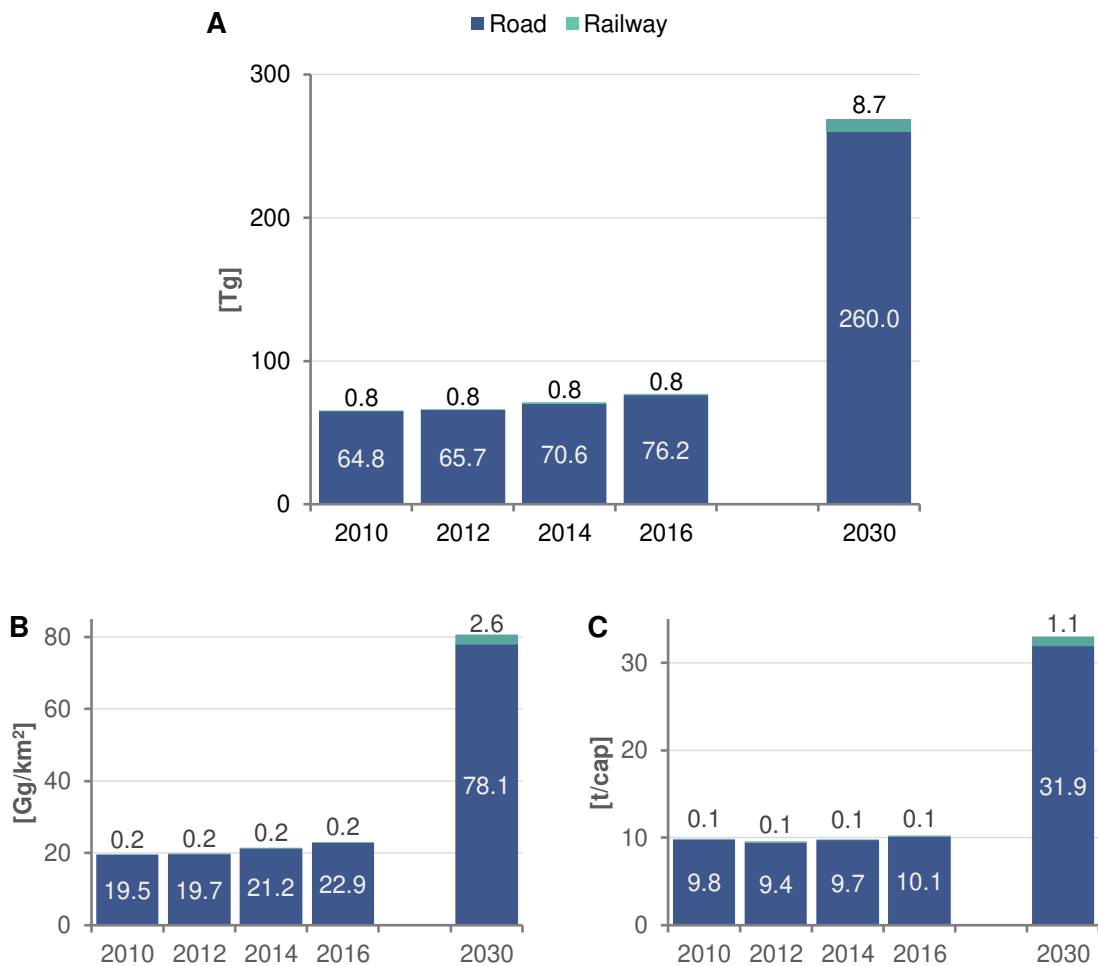 A
Road Railway
300
8.7
200
[Tg]
260.0
100
0.8 0.8 0.8 0.8
64.8 65.7 70.6 76.2
0
2010 2012 2014 2016 2030
B
80
2.6
60
[Gg/km²]
40
78.1
0.2 0.2 0.2 0.2
20
19.5 19.7 21.2 22.9
0
2010 2012 2014 2016 2030
C
1.1
30
20
[t/cap]
31.9
0.1 0.1 0.1 0.1
10
9.8 9.4 9.7 10.1
0
2010 2012 2014 2016 2030